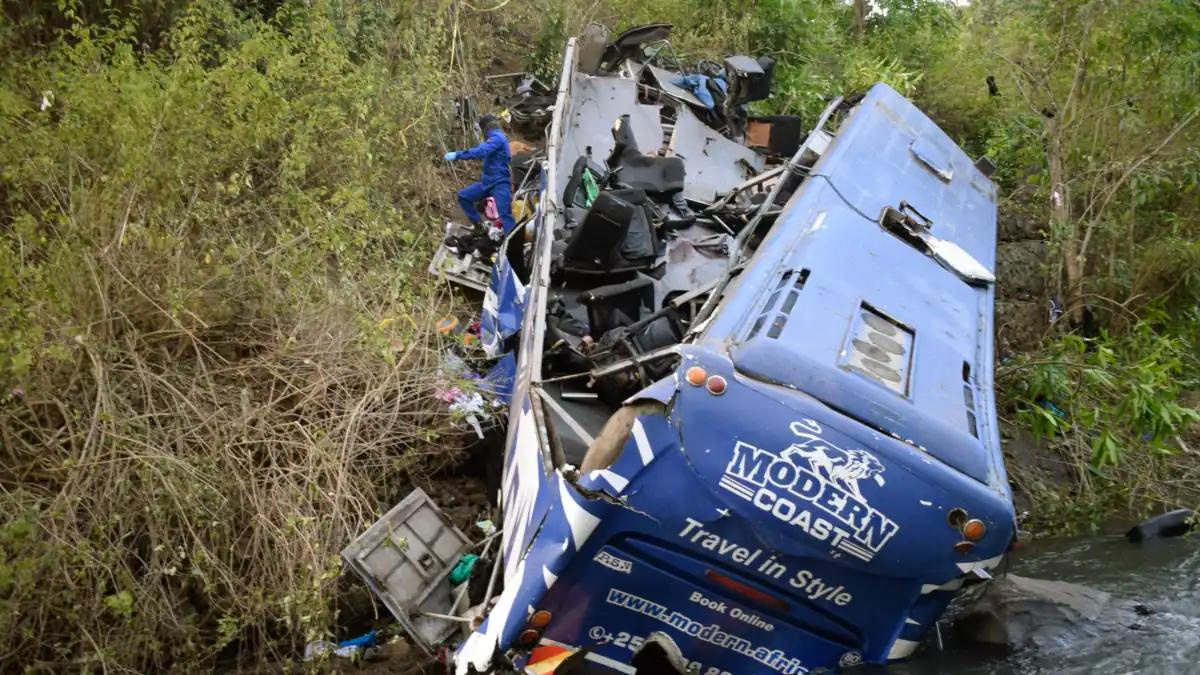 MODERN
COAST
Travel in Style
Book Online
www.modern.afri